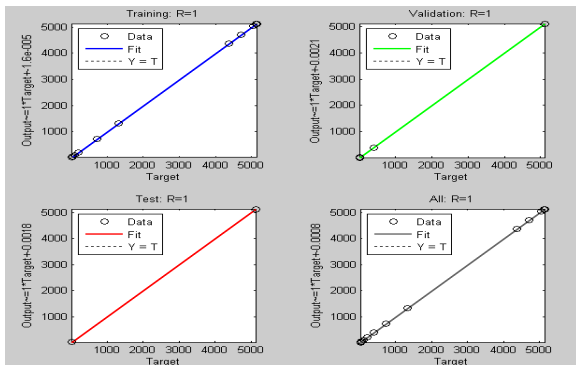 Training: R=1
Output~=1*Target+1.6e-005
Data
Fit
Y = T
5000
4000
3000
2000
1000
1000 2000 3000 4000 5000
Target
Validation: R=1
Output~=1*Target+0.0021
Data
Fit
Y = T
5000
4000
3000
2000
1000
1000 2000 3000 4000 5000
Target
Test: R=1
Output~=1*Target+0.0018
Data
Fit
Y = T
5000
4000
3000
2000
1000
0
0 1000 2000 3000 4000 5000
Target
All: R=1
Output~=1*Target+0.0008
Data
Fit
Y = T
5000
4000
3000
2000
1000
1000 2000 3000 4000 5000
Target